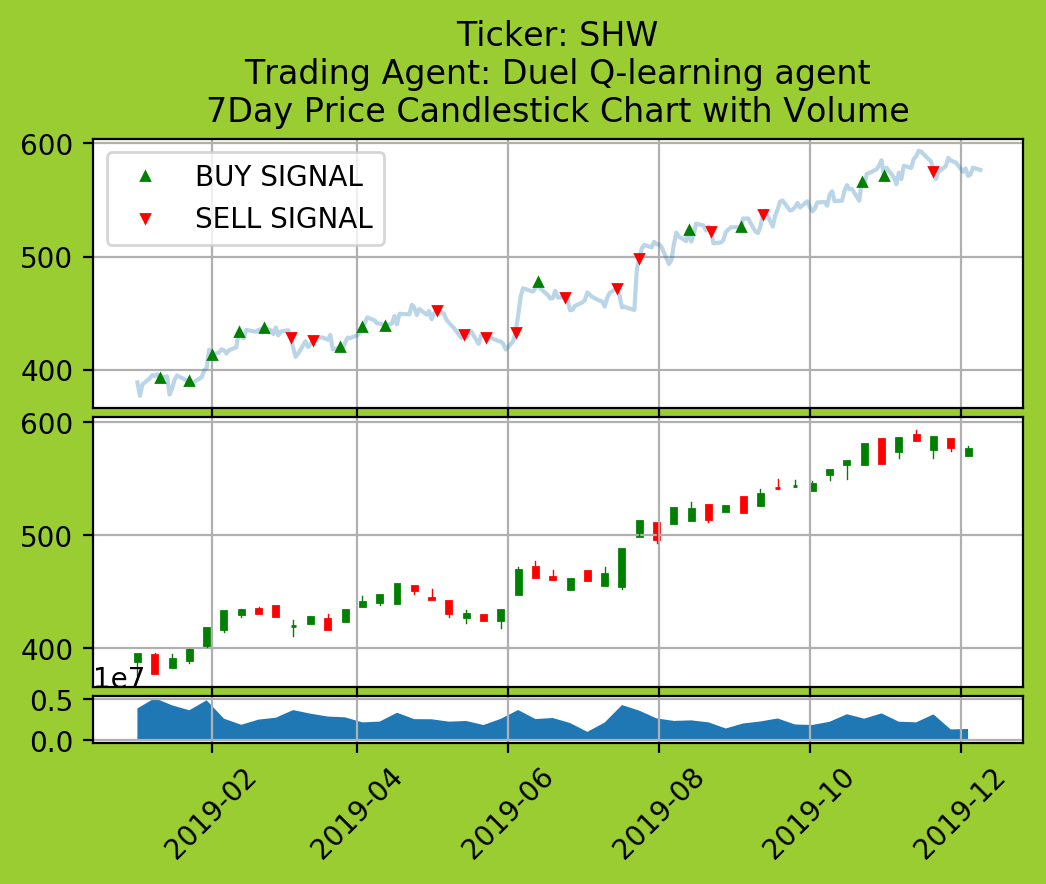 Ticker: SHW
Trading Agent: Duel Q-learning agent
7Day Price Candlestick Chart with Volume
600
BUY SIGNAL
SELL SIGNAL
500
400
600
500
400
1e7
0.5
0.0
2019-02
2019-04
2019-06
2019-08
2019-10
2019-12